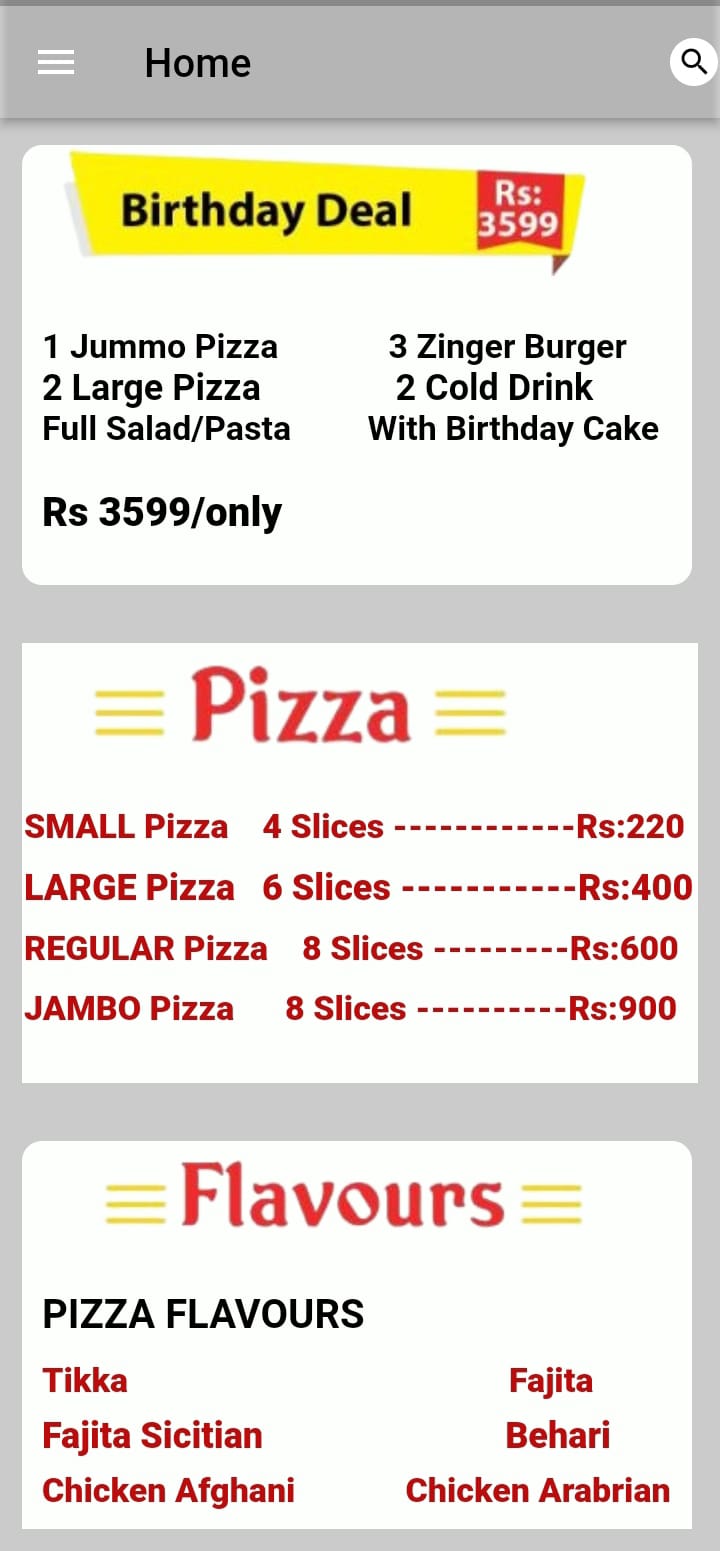 Home
Birthday Deal Rs: 3599
1 Jummo Pizza 3 Zinger Burger
2 Large Pizza 2 Cold Drink
Full Salad/Pasta With Birthday Cake
Rs 3599/only
Pizza
SMALL Pizza 4 Slices ------------Rs:220
LARGE Pizza 6 Slices -----------Rs:400
REGULAR Pizza 8 Slices ---------Rs:600
JAMBO Pizza 8 Slices ----------Rs:900
Flavours
PIZZA FLAVOURS
Tikka Fajita
Fajita Sicitian Behari
Chicken Afghani Chicken Arabrian